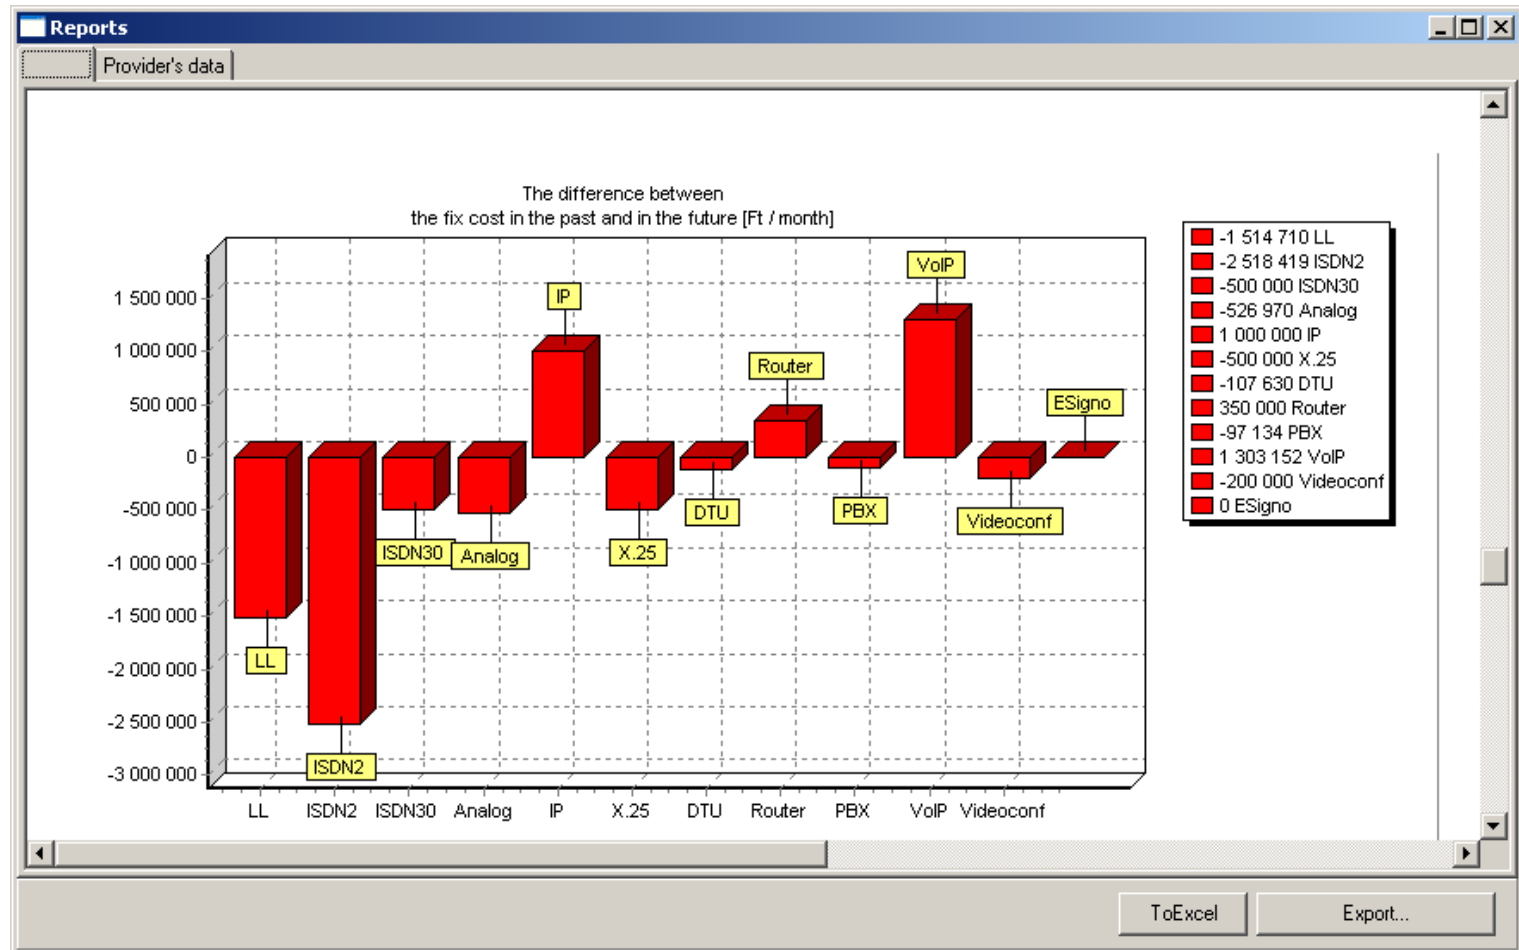 Reports
Provider's data
The difference between
the fix cost in the past and in the future [Ft / month]
1 500 000
1 000 000
500 000
0
-500 000
-1 000 000
-1 500 000
-2 000 000
-2 500 000
-3 000 000
LL
ISDN2
ISDN30
Analog
IP
X.25
DTU
Router
PBX
VoIP
Videoconf
ESigno
LL ISDN2 ISDN30 Analog IP X.25 DTU Router PBX VoIP Videoconf
-1 514 710 LL
-2 518 419 ISDN2
-500 000 ISDN30
-526 970 Analog
1 000 000 IP
-500 000 X.25
-107 630 DTU
350 000 Router
-97 134 PBX
1 303 152 VoIP
-200 000 Videoconf
0 ESigno
ToExcel
Export...